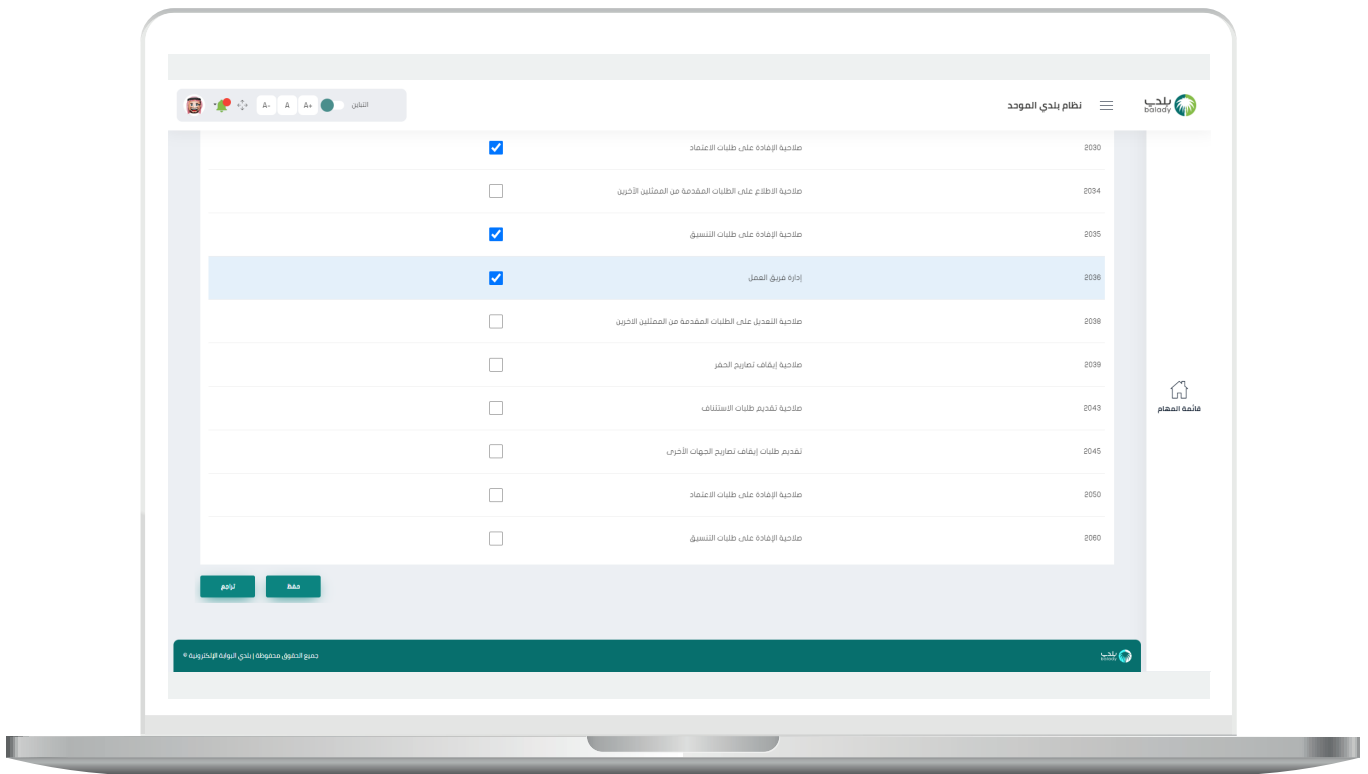 بلدي
balady
نظام بلدي الموحد
التباين
A+
A
A-
2030 صلاحية الإفادة على طلبات الاعتماد
2034 صلاحية الاطلاع على الطلبات المقدمة من الممثلين الآخرين
2035 صلاحية الإفادة على طلبات التنسيق
2036 إدارة فريق العمل
2038 صلاحية التعديل على الطلبات المقدمة من الممثلين الاخرين
2039 صلاحية إيقاف تصاريح الحفر
2043 صلاحية تقديم طلبات الاستئناف
2045 تقديم طلبات إيقاف تصاريح الجهات الأخرى
2050 صلاحية الإفادة على طلبات الاعتماد
2060 صلاحية الإفادة على طلبات التنسيق
قائمة المهام
حفظ
تراجع
بلدي
balady
جميع الحقوق محفوظة | بلدي البوابة الإلكترونية ©